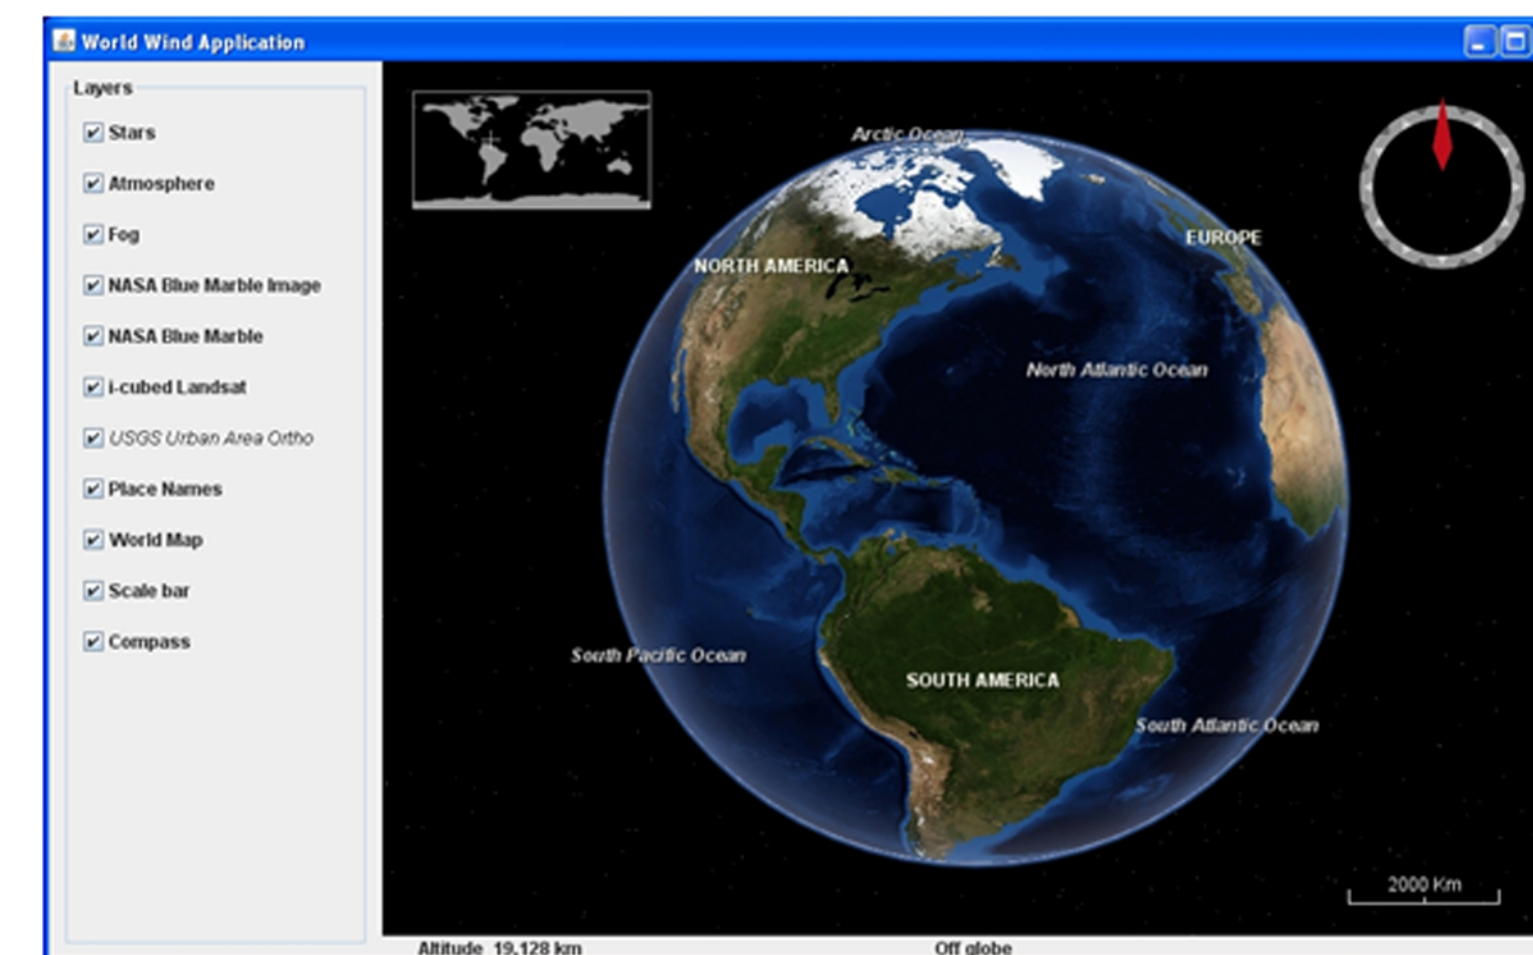 World Wind Application
Layers
Stars
Atmosphere
Fog
NASA Blue Marble Image
NASA Blue Marble
i-cubed Landsat
USGS Urban Area Ortho
Place Names
World Map
Scale bar
Compass
Arctic Ocean
EUROPE
NORTH AMERICA
North Atlantic Ocean
South Pacific Ocean
SOUTH AMERICA
South Atlantic Ocean
2000 Km
Altitude 19,128 km
Off globe